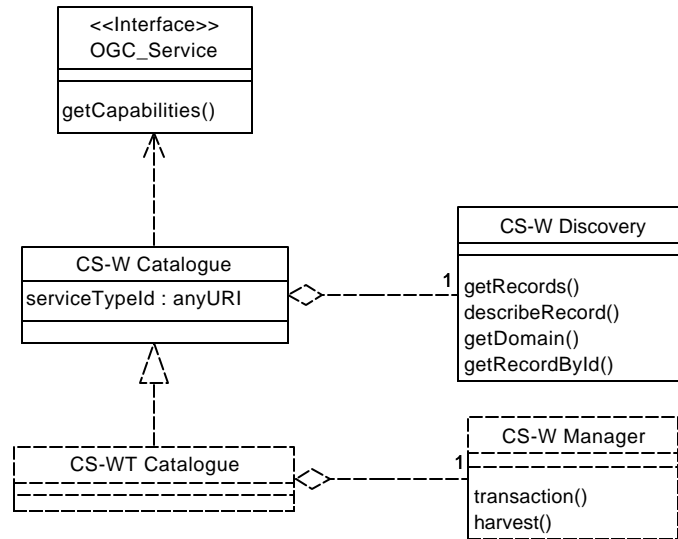 <<Interface>>
OGC_Service
getCapabilities()
CS-W Catalogue
serviceTypeId : anyURI
1
CS-W Discovery
getRecords()
describeRecord()
getDomain()
getRecordById()
CS-WT Catalogue
1
CS-W Manager
transaction()
harvest()